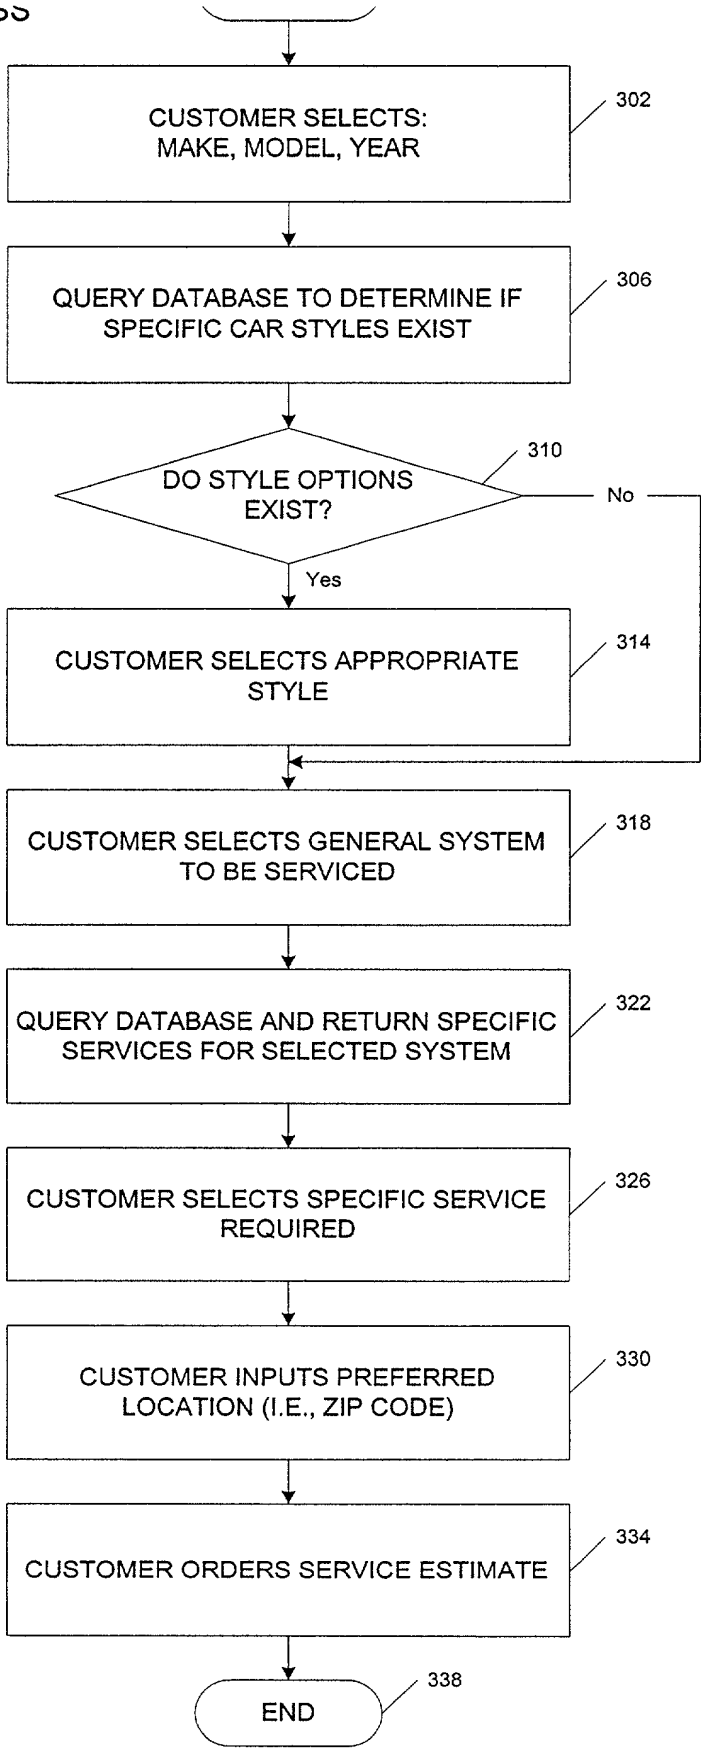 302
CUSTOMER SELECTS:
MAKE, MODEL, YEAR
306
QUERY DATABASE TO DETERMINE IF
SPECIFIC CAR STYLES EXIST
310
DO STYLE OPTIONS
EXIST?
No
Yes
314
CUSTOMER SELECTS APPROPRIATE
STYLE
318
CUSTOMER SELECTS GENERAL SYSTEM
TO BE SERVICED
322
QUERY DATABASE AND RETURN SPECIFIC
SERVICES FOR SELECTED SYSTEM
326
CUSTOMER SELECTS SPECIFIC SERVICE
REQUIRED
330
CUSTOMER INPUTS PREFERRED
LOCATION (I.E., ZIP CODE)
334
CUSTOMER ORDERS SERVICE ESTIMATE
338
END